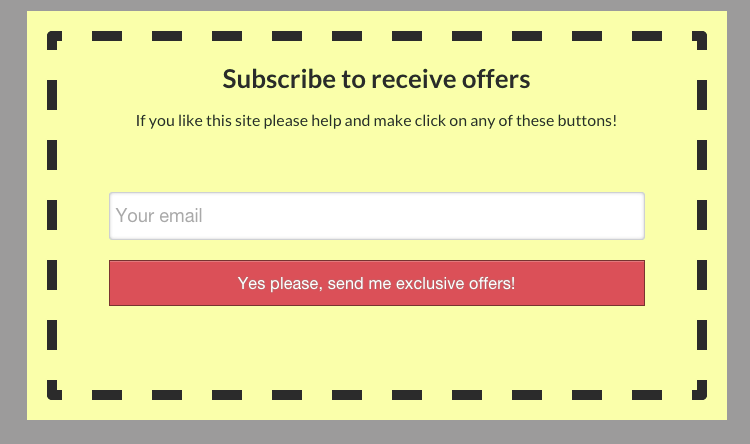 Subscribe to receive offers
If you like this site please help and make click on any of these buttons!
Your email
Yes please, send me exclusive offers!